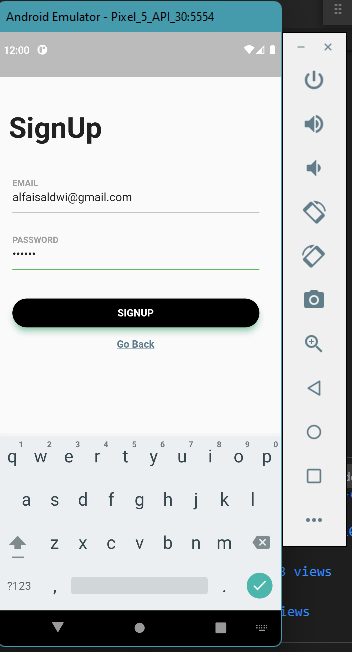 Android Emulator - Pixel_5_API_30:5554
12:00
SignUp
EMAIL
alfaisaldwi@gmail.com
PASSWORD
••••••
SIGNUP
Go Back
1 2 3 4 5 6 7 8 9 0
q w e r t y u i o p
a s d f g h j k l
z x c v b n m
?123 , .
views
iews